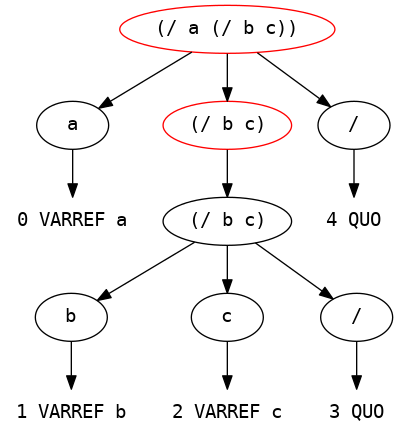 (/ a (/ b c))
a
(/ b c)
/
0 VARREF a
(/ b c)
4 QUO
b
c
/
1 VARREF b
2 VARREF c
3 QUO